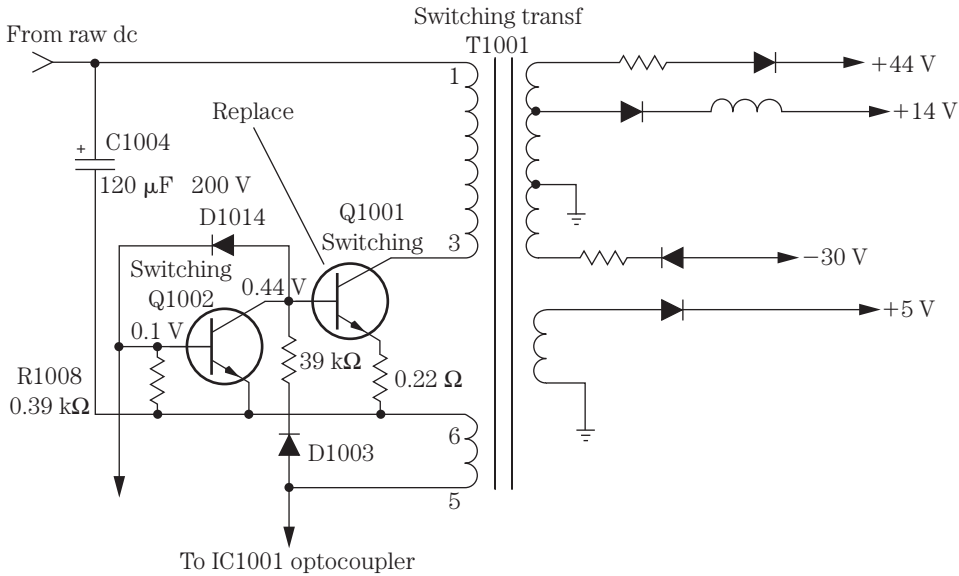 Switching transf
T1001
From raw dc
1
+44 V
+14 V
Replace
+
C1004
120 μF 200 V
D1014
Q1001
Switching
3
Switching
Q1002
0.44 V
−30 V
0.1 V
+5 V
39 kΩ
0.22 Ω
R1008
0.39 kΩ
6
D1003
5
To IC1001 optocoupler